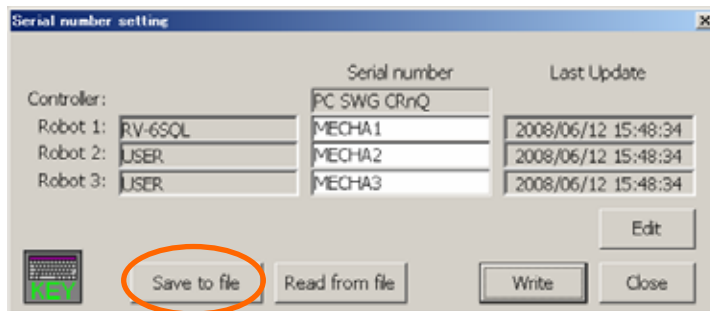 Serial number setting
Serial number Last Update
Controller: PC SWG CRnQ
Robot 1: RV-6SQL MECHA1 2008/06/12 15:48:34
Robot 2: USER MECHA2 2008/06/12 15:48:34
Robot 3: USER MECHA3 2008/06/12 15:48:34
Edit
KEY Save to file Read from file Write Close